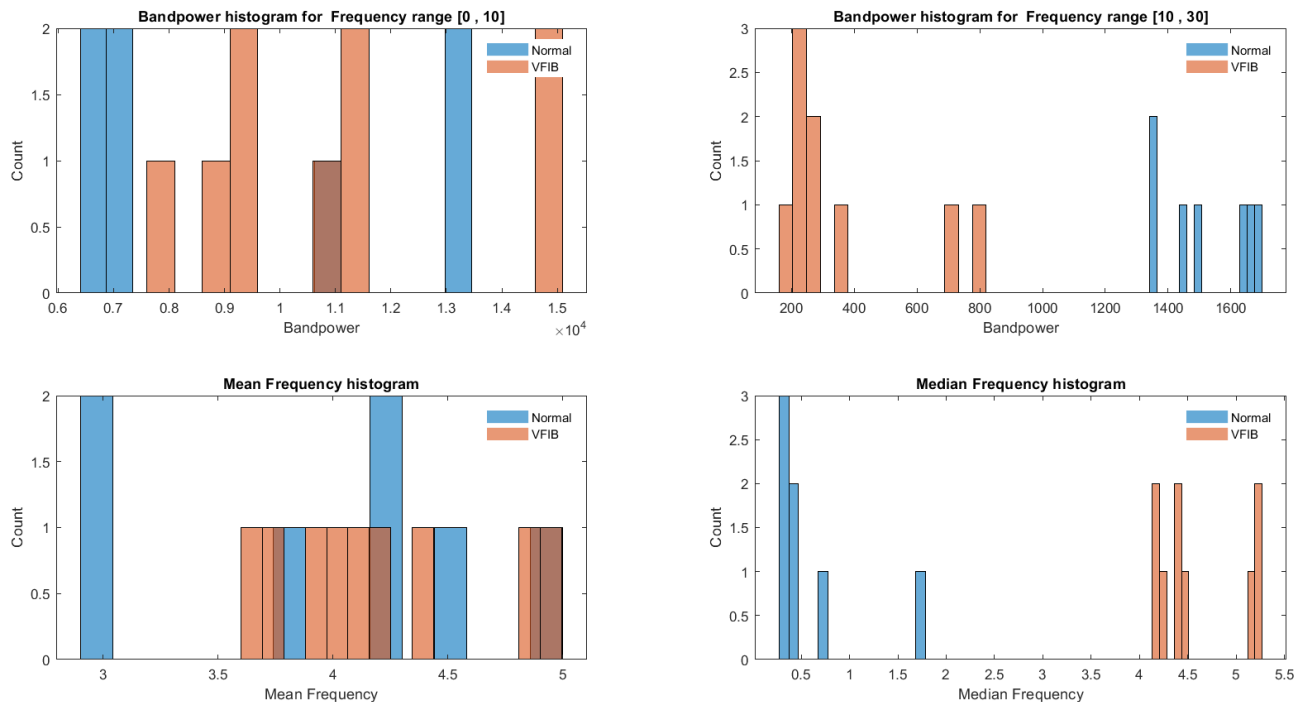 Bandpower histogram for Frequency range [0 , 10]
2
1.5
1
0.5
0
Count
Normal
VFIB
0.6 0.7 0.8 0.9 1 1.1 1.2 1.3 1.4 1.5
×10^4
Bandpower
Bandpower histogram for Frequency range [10 , 30]
3
2.5
2
1.5
1
0.5
0
Count
Normal
VFIB
200 400 600 800 1000 1200 1400 1600
Bandpower
Mean Frequency histogram
2
1.5
1
0.5
0
Count
Normal
VFIB
3 3.5 4 4.5 5
Mean Frequency
Median Frequency histogram
3
2.5
2
1.5
1
0.5
0
Count
Normal
VFIB
0.5 1 1.5 2 2.5 3 3.5 4 4.5 5 5.5
Median Frequency